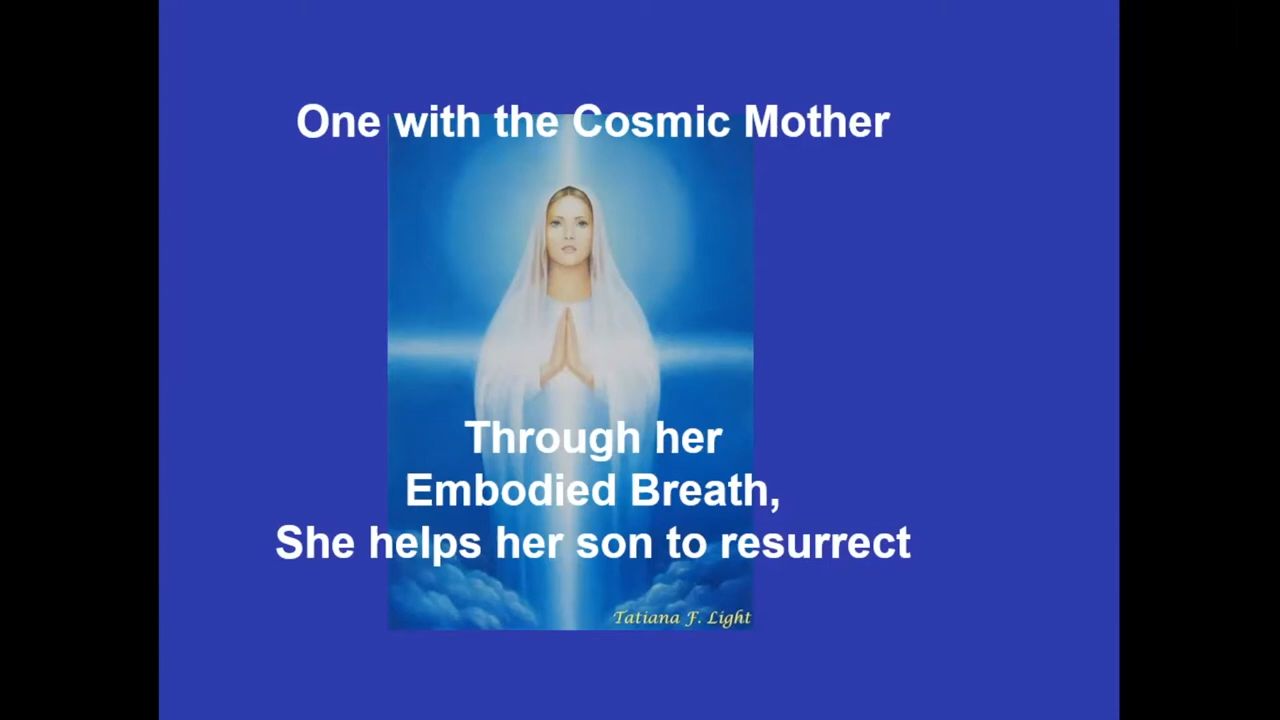 One with the Cosmic Mother
Through her
Embodied Breath,
She helps her son to resurrect
Tatiana F. Light